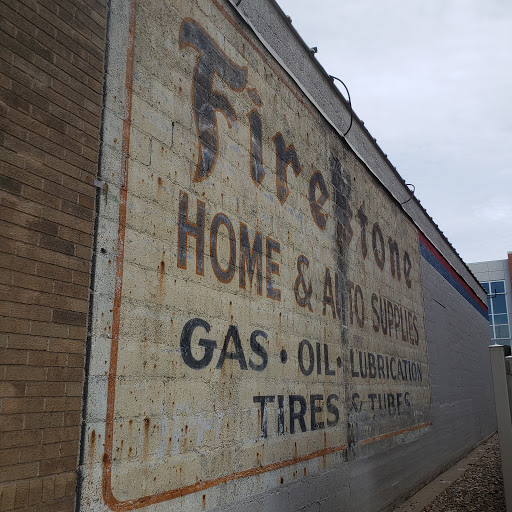 Firestone
HOME & AUTO SUPPLIES
GAS · OIL · LUBRICATION
TIRES & TUBES